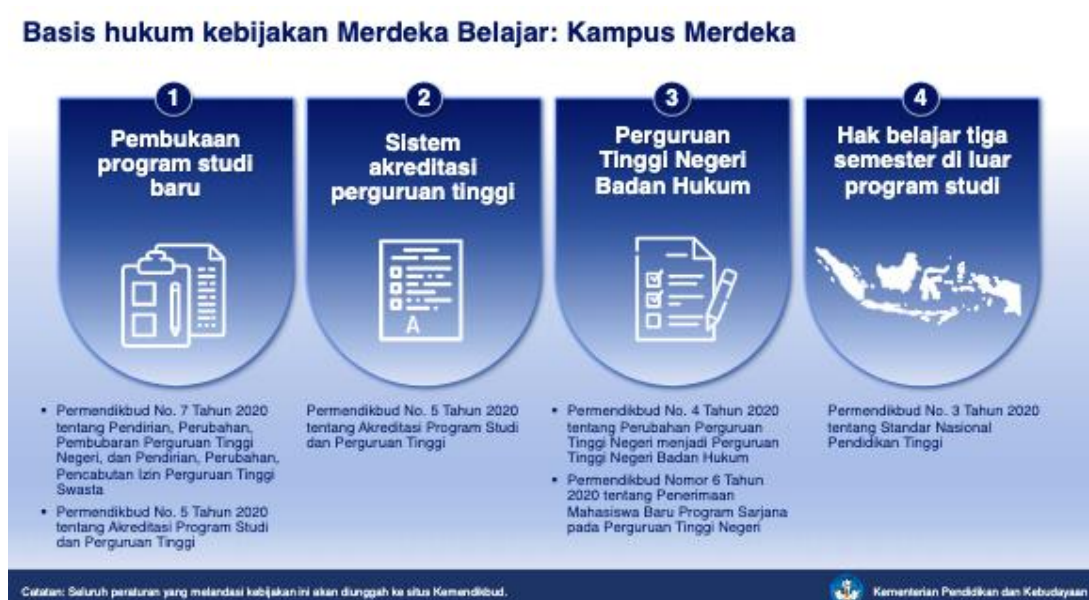 Basis hukum kebijakan Merdeka Belajar: Kampus Merdeka
1
Pembukaan
program studi
baru
• Permendikbud No. 7 Tahun 2020
tentang Pendirian, Perubahan,
Pembubaran Perguruan Tinggi
Negeri, dan Pendirian, Perubahan,
Pencabutan Izin Perguruan Tinggi
Swasta
• Permendikbud No. 5 Tahun 2020
tentang Akreditasi Program Studi
dan Perguruan Tinggi
2
Sistem
akreditasi
perguruan tinggi
A
Permendikbud No. 5 Tahun 2020
tentang Akreditasi Program Studi
dan Perguruan Tinggi
3
Perguruan
Tinggi Negeri
Badan Hukum
• Permendikbud No. 4 Tahun 2020
tentang Perubahan Perguruan
Tinggi Negeri menjadi Perguruan
Tinggi Negeri Badan Hukum
• Permendikbud Nomor 6 Tahun
2020 tentang Penerimaan
Mahasiswa Baru Program Sarjana
pada Perguruan Tinggi Negeri
4
Hak belajar tiga
semester di luar
program studi
Permendikbud No. 3 Tahun 2020
tentang Standar Nasional
Pendidikan Tinggi
Catatan: Seluruh peraturan yang melandasi kebijakan ini akan diunggah ke situs Kemendikbud.
Kementerian Pendidikan dan Kebudayaan